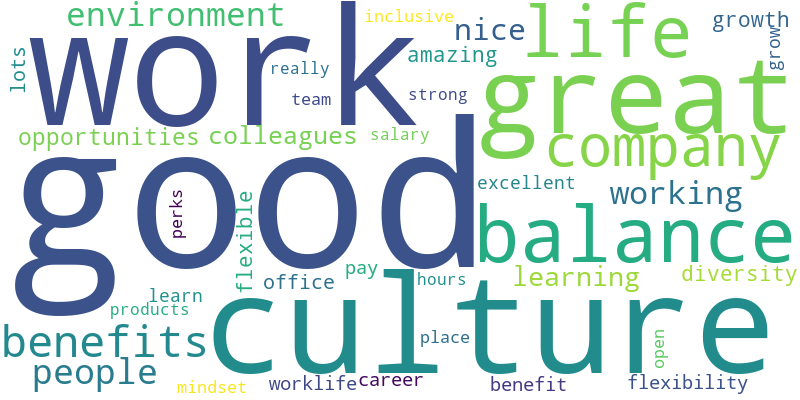 environment
inclusive
nice
life
growth
grow
lots
work
really
amazing
team
strong
great
opportunities
colleagues
salary
company
good
perks
flexible
excellent
working
balance
office
pay
hours
learning
diversity
learn
products
culture
benefits
place
open
people
mindset
worklife
career
benefit
flexibility